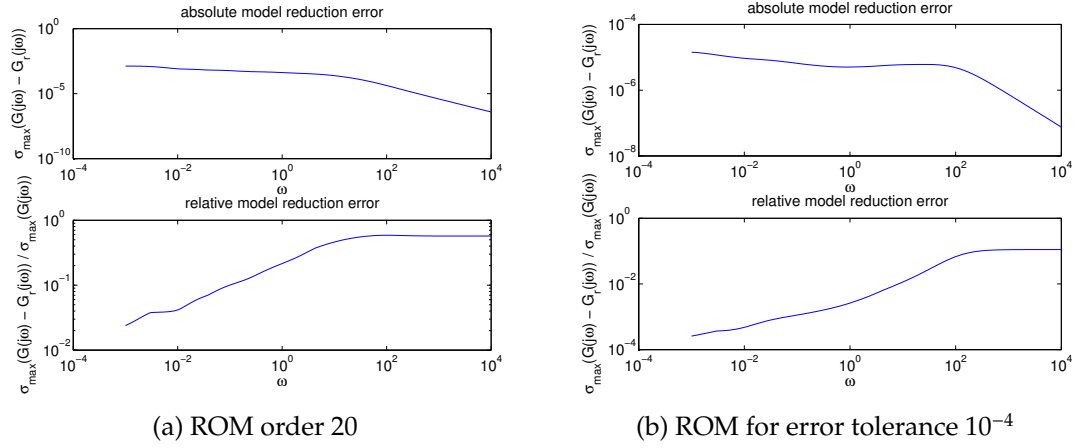 absolute model reduction error
σ_max(G(jω) − G_r(jω))
10^0
10^−5
10^−10
10^−4
10^−2
10^0
10^2
10^4
ω
relative model reduction error
σ_max(G(jω) − G_r(jω)) / σ_max(G(jω))
10^0
10^−1
10^−2
10^−4
10^−2
10^0
10^2
10^4
ω
(a) ROM order 20
absolute model reduction error
σ_max(G(jω) − G_r(jω))
10^−4
10^−6
10^−8
10^−4
10^−2
10^0
10^2
10^4
ω
relative model reduction error
σ_max(G(jω) − G_r(jω)) / σ_max(G(jω))
10^0
10^−2
10^−4
10^−4
10^−2
10^0
10^2
10^4
ω
(b) ROM for error tolerance 10^−4